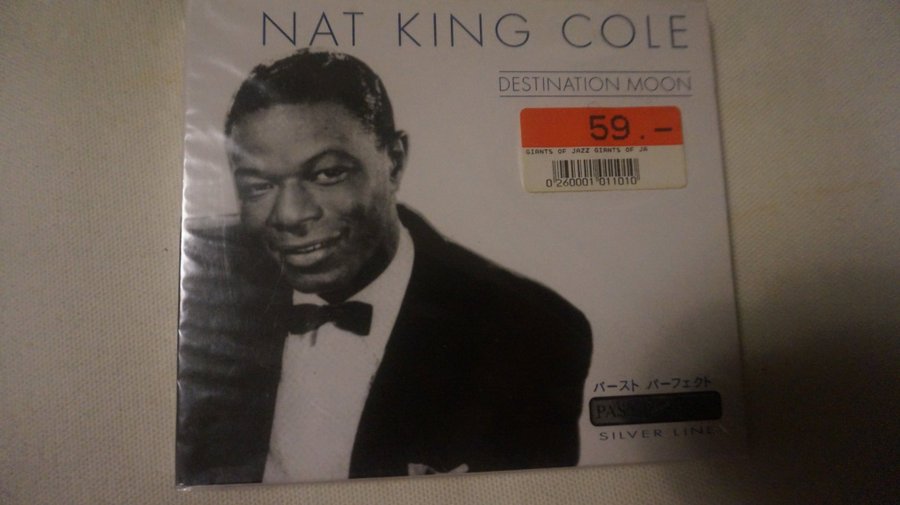 NAT KING COLE
DESTINATION MOON
59.–
GIANTS OF JAZZ GIANTS OF JA
0 260001 011010
パースト パーフェクト
SILVER LINE